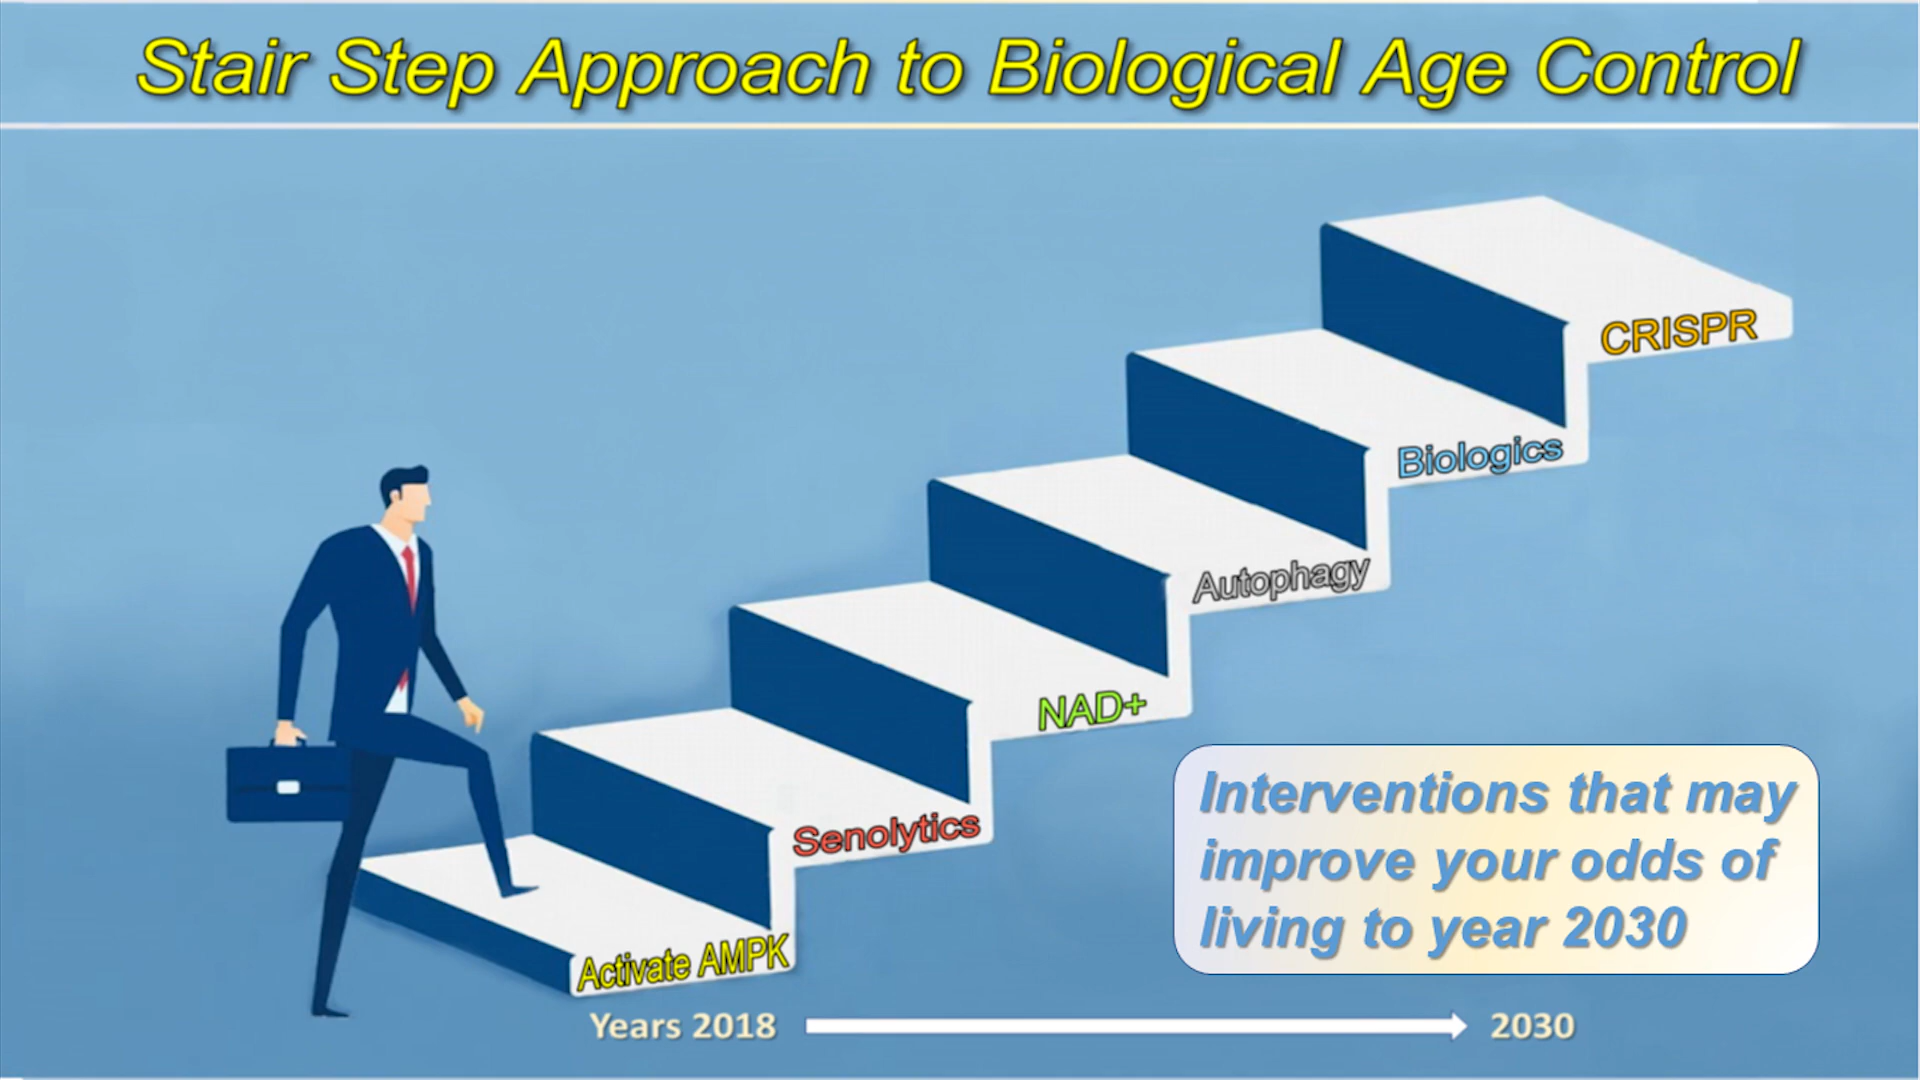 Stair Step Approach to Biological Age Control
CRISPR
Biologics
Autophagy
NAD+
Senolytics
Activate AMPK
Interventions that may
improve your odds of
living to year 2030
Years 2018
2030